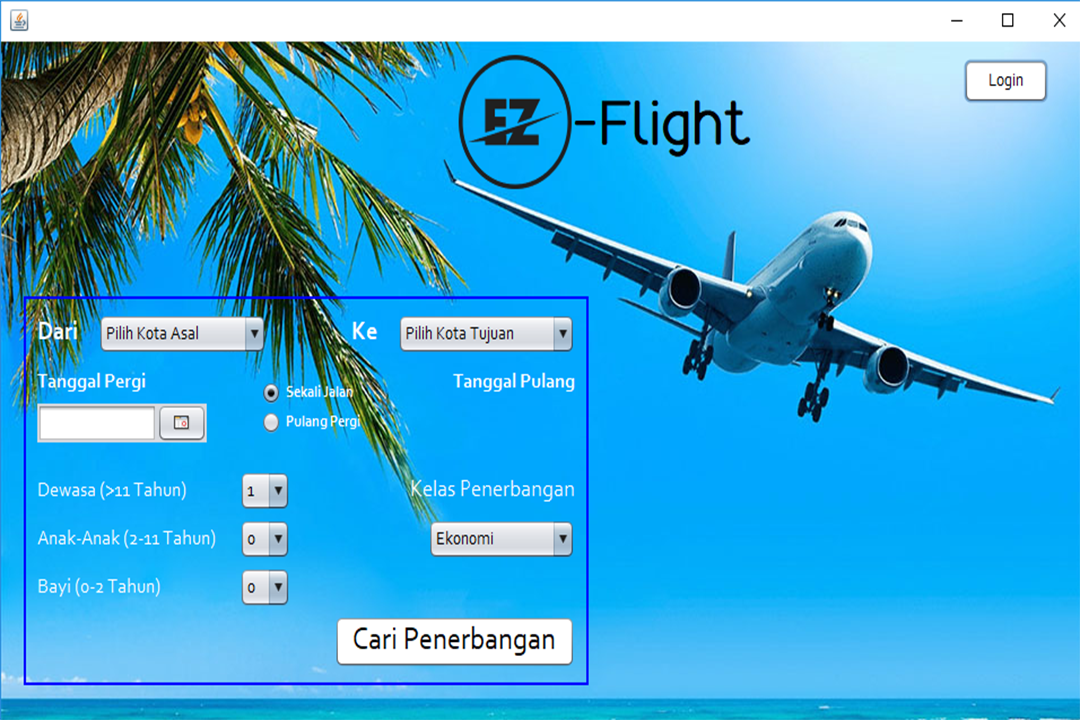 Login
EZ-Flight
Dari Pilih Kota Asal Ke Pilih Kota Tujuan
Tanggal Pergi Sekali Jalan Tanggal Pulang
Pulang Pergi
Dewasa (>11 Tahun) 1 Kelas Penerbangan
Anak-Anak (2-11 Tahun) 0 Ekonomi
Bayi (0-2 Tahun) 0
Cari Penerbangan